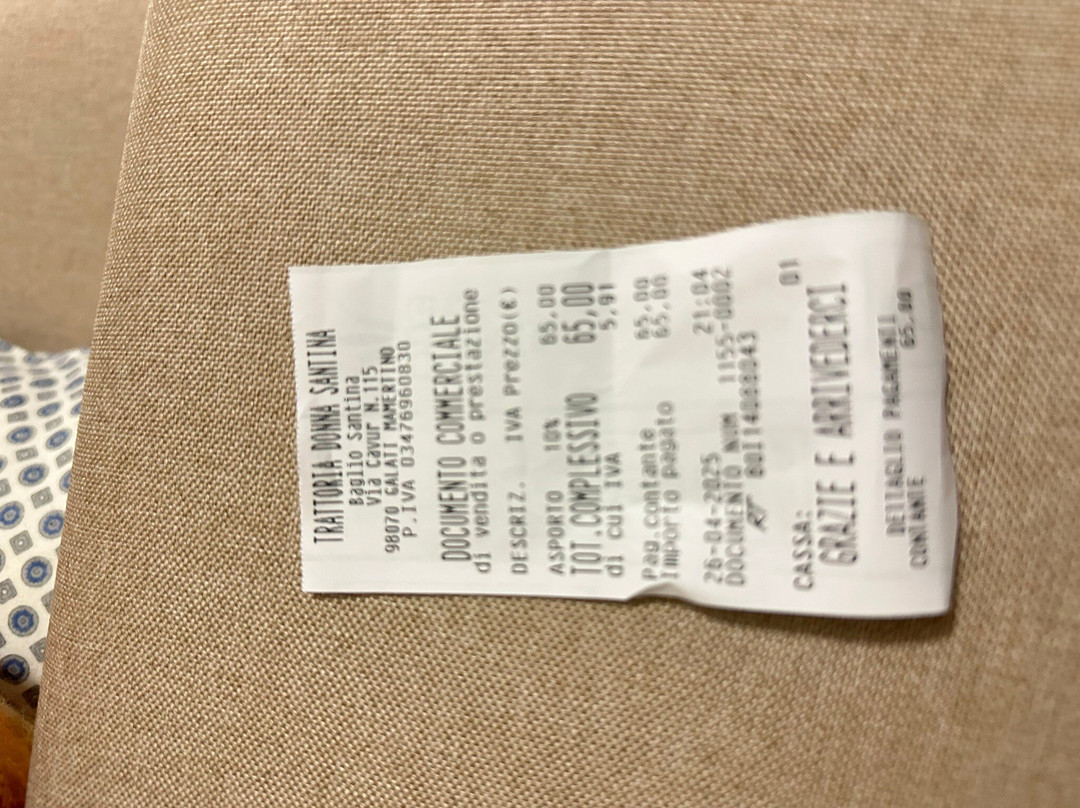 TRATTORIA DONNA SANTINA
Baglio Santina
Via Cavur N.115
98070 GALATI MAMERTINO
P.IVA 03476960830
DOCUMENTO COMMERCIALE
di vendita o prestazione
DESCRIZ. IVA Prezzo(€)
ASPORTO 10% 65,00
TOT.COMPLESSIVO 65,00
di cui IVA 5,91
Pag.contante 65,00
Importo pagato 65,00
26-04-2025 21:04
DOCUMENTO NUM 1155-0002
CASSA: 01
GRAZIE E ARRIVEDERCI
DETTAGLIO PAGAMENTI
CONTANTE 65.00